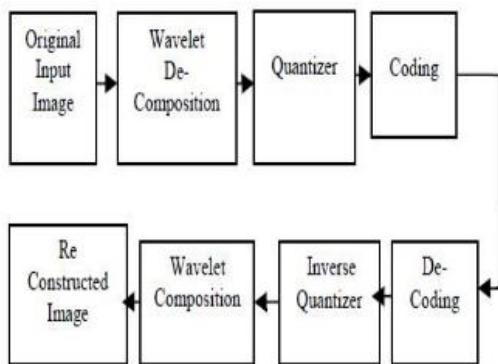 Original
Input
Image
Wavelet
De-
Composition
Quantizer
Coding
De-
Coding
Inverse
Quantizer
Wavelet
Composition
Re
Constructed
Image